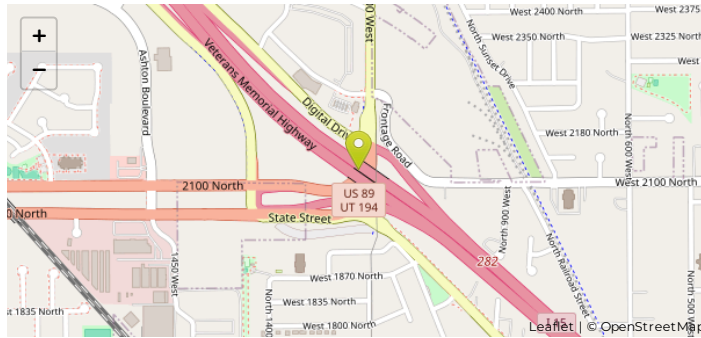 West 2400 North
West 2375
West 2350 North
West 2325 North
00 West
+
−
North Sunset Drive
Ashton Boulevard
Veterans Memorial Highway
Digital Driv
Frontage Road
West 2180 North
North 600 West
2100 North
West 2100 North
US 89
UT 194
0 North
State Street
North 900 West
North Railroad Street
1450 West
282
West 1870 North
North 1400
West 1835 North
st 1835 North
West 1800 North
North 500 West
I 15
Leaflet | © OpenStreetMap